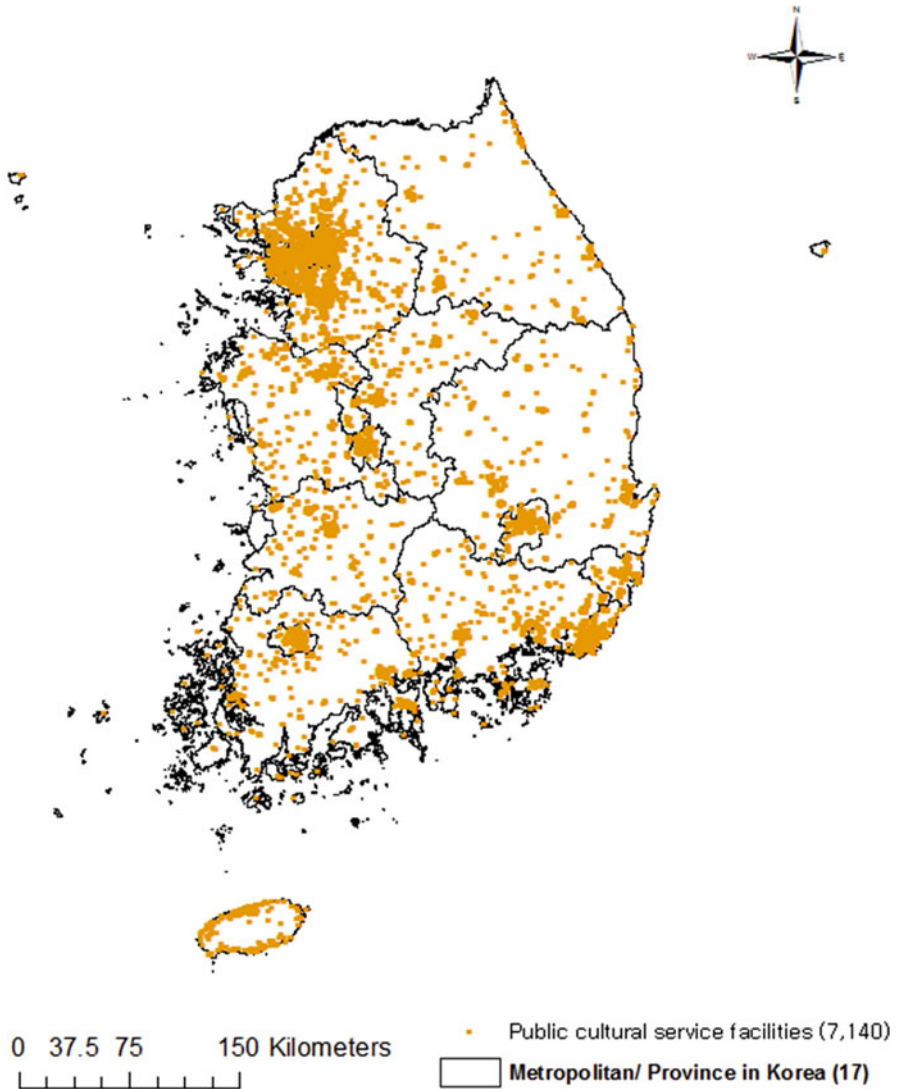 N
W E
S
0 37.5 75 150 Kilometers
Public cultural service facilities (7,140)
Metropolitan/ Province in Korea (17)